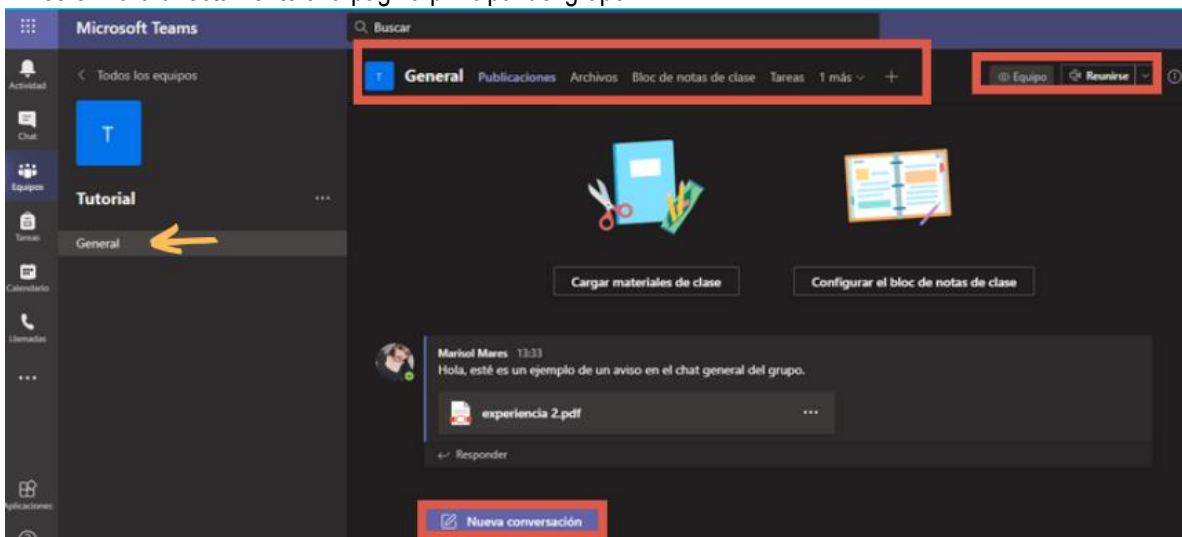 Microsoft Teams
Buscar
Actividad
Chat
Equipos
Tareas
Calendario
Llamadas
...
Aplicaciones
< Todos los equipos
T
Tutorial ...
General
T General Publicaciones Archivos Bloc de notas de clase Tareas 1 más +
Equipo Reunirse
Cargar materiales de clase
Configurar el bloc de notas de clase
Marisol Mares 13:33
Hola, esté es un ejemplo de un aviso en el chat general del grupo.
experiencia 2.pdf ...
Responder
Nueva conversación